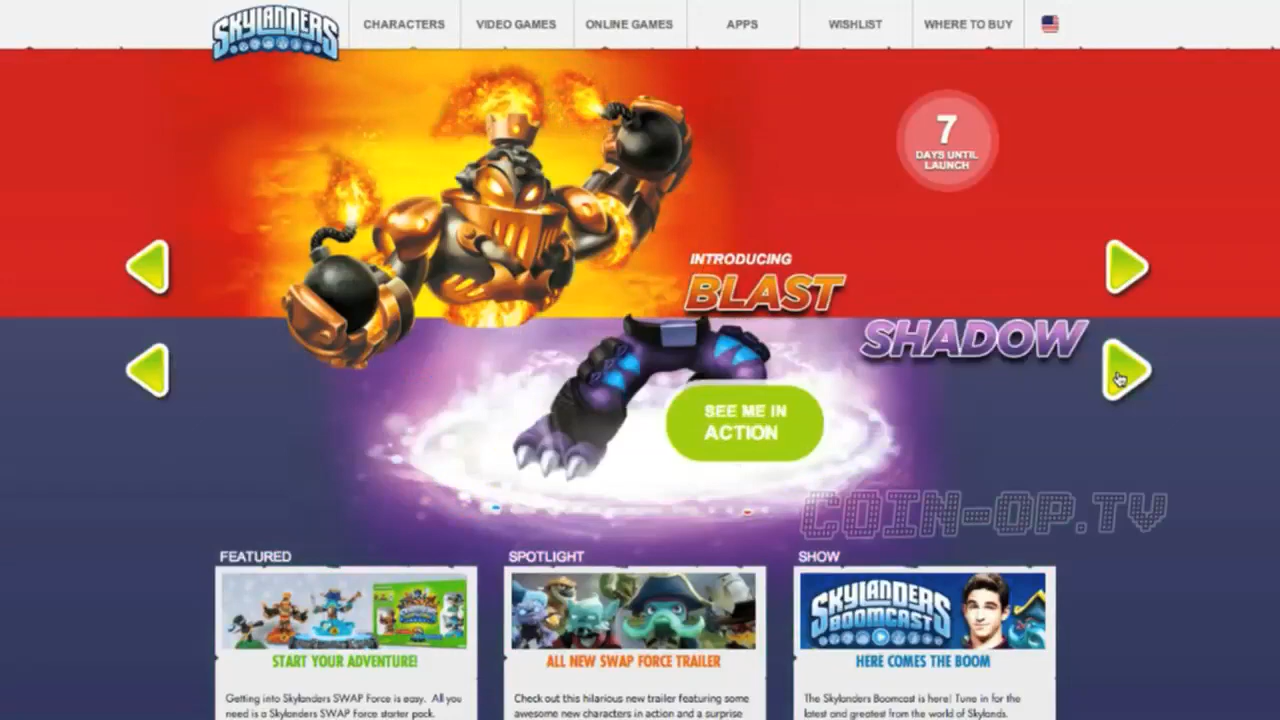 SKYLANDERS
CHARACTERS
VIDEO GAMES
ONLINE GAMES
APPS
WISHLIST
WHERE TO BUY
7
DAYS UNTIL
LAUNCH
INTRODUCING
BLAST
SHADOW
SEE ME IN
ACTION
COIN-OP.TV
FEATURED
START YOUR ADVENTURE!
Getting into Skylanders SWAP Force is easy. All you
need is a Skylanders SWAP Force starter pack.
SPOTLIGHT
ALL NEW SWAP FORCE TRAILER
Check out this hilarious new trailer featuring some
awesome new characters in action and a surprise
SHOW
SKYLANDERS
BOOMCAST
HERE COMES THE BOOM
The Skylanders Boomcast is here! Tune in for the
latest and greatest from the world of Skylands.